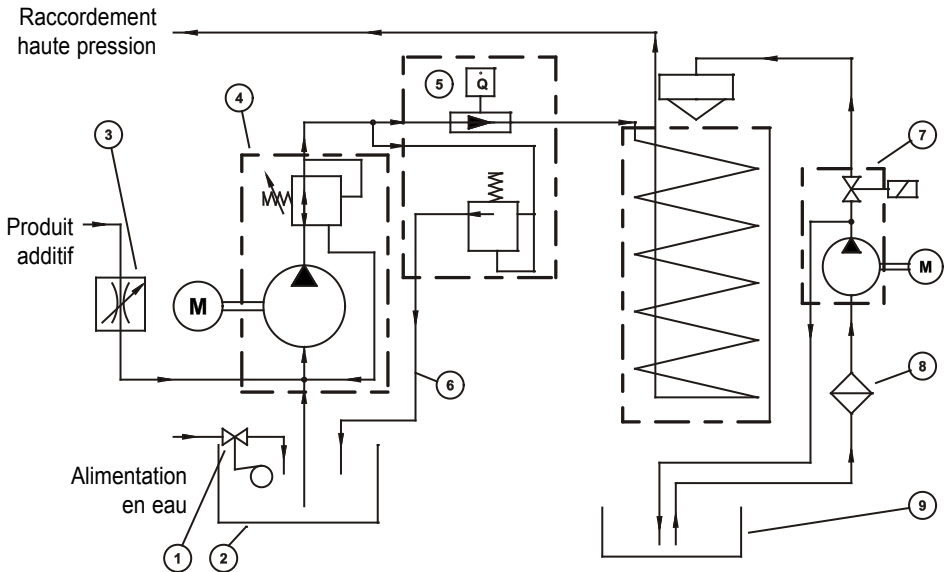 Raccordement
haute pression
5
Q̇
4
3
7
Produit
additif
M
M
6
8
Alimentation
en eau
9
1
2